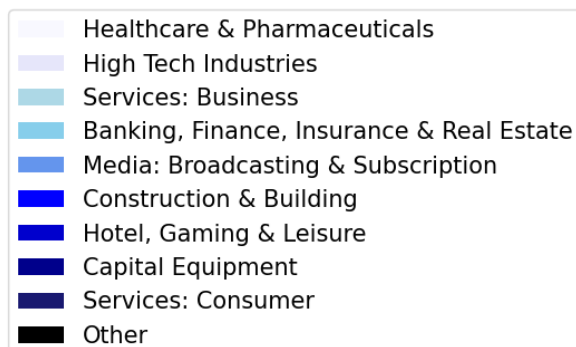 Healthcare & Pharmaceuticals
High Tech Industries
Services: Business
Banking, Finance, Insurance & Real Estate
Media: Broadcasting & Subscription
Construction & Building
Hotel, Gaming & Leisure
Capital Equipment
Services: Consumer
Other